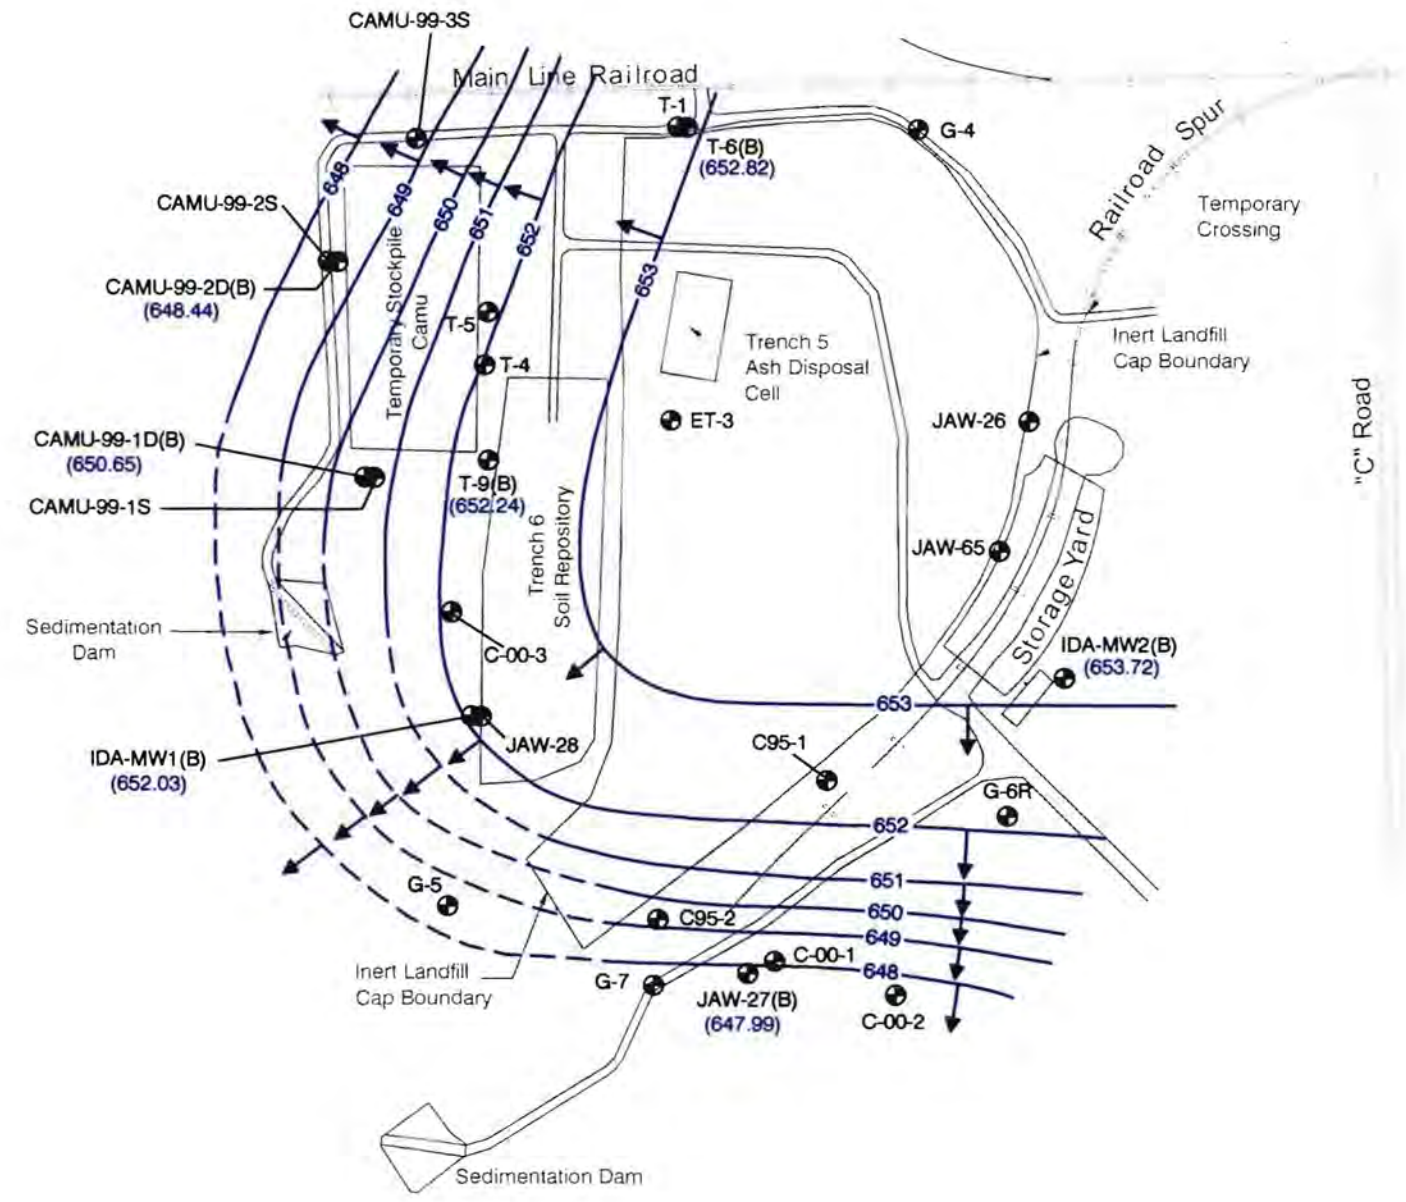 CAMU-99-3S
Main Line Railroad
T-1
G-4
T-6(B)
(652.82)
Railroad Spur
Temporary
Crossing
CAMU-99-2S
648
649
650
651
652
653
CAMU-99-2D(B)
(648.44)
Temporary Stockpile
Camu
T-5
T-4
Trench 5
Ash Disposal
Cell
Inert Landfill
Cap Boundary
"C" Road
ET-3
JAW-26
CAMU-99-1D(B)
(650.65)
CAMU-99-1S
T-9(B)
(652.24)
Trench 6
Soil Repository
JAW-65
Storage Yard
Sedimentation
Dam
C-00-3
IDA-MW2(B)
(653.72)
653
IDA-MW1(B)
(652.03)
JAW-28
C95-1
G-6R
652
651
650
649
648
G-5
C95-2
C-00-1
Inert Landfill
Cap Boundary
G-7
JAW-27(B)
(647.99)
C-00-2
Sedimentation Dam